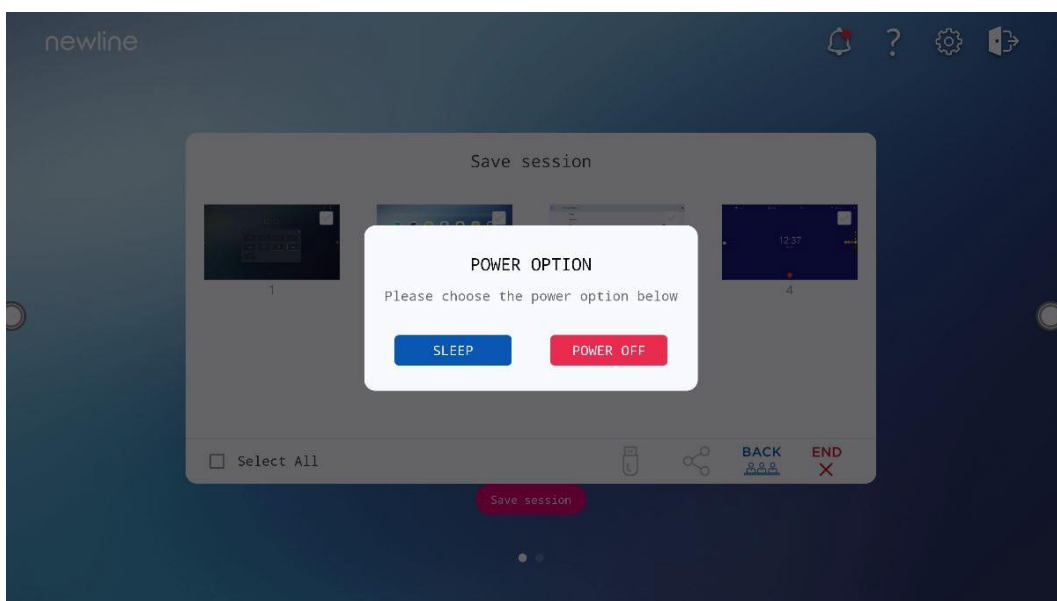 newline
?
Save session
1
4
12:37
POWER OPTION
Please choose the power option below
SLEEP
POWER OFF
Select All
BACK
END
Save session